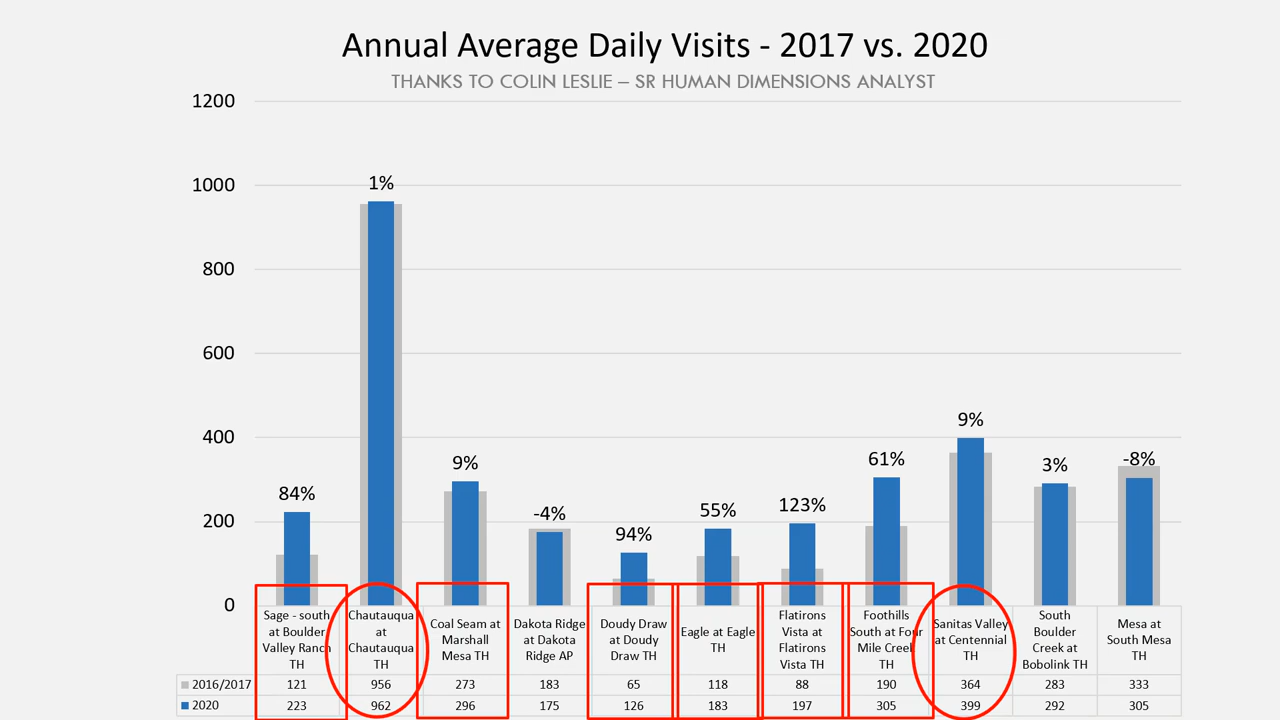 Annual Average Daily Visits - 2017 vs. 2020
THANKS TO COLIN LESLIE – SR HUMAN DIMENSIONS ANALYST
1200
1000
800
600
400
200
0
84%
1%
9%
-4%
94%
55%
123%
61%
9%
3%
-8%
Sage - south
at Boulder
Valley Ranch
TH
Chautauqua
at
Chautauqua
TH
Coal Seam at
Marshall
Mesa TH
Dakota Ridge
at Dakota
Ridge AP
Doudy Draw
at Doudy
Draw TH
Eagle at Eagle
TH
Flatirons
Vista at
Flatirons
Vista TH
Foothills
South at Four
Mile Creek
TH
Sanitas Valley
at Centennial
TH
South
Boulder
Creek at
Bobolink TH
Mesa at
South Mesa
TH
2016/2017 121 956 273 183 65 118 88 190 364 283 333
2020 223 962 296 175 126 183 197 305 399 292 305